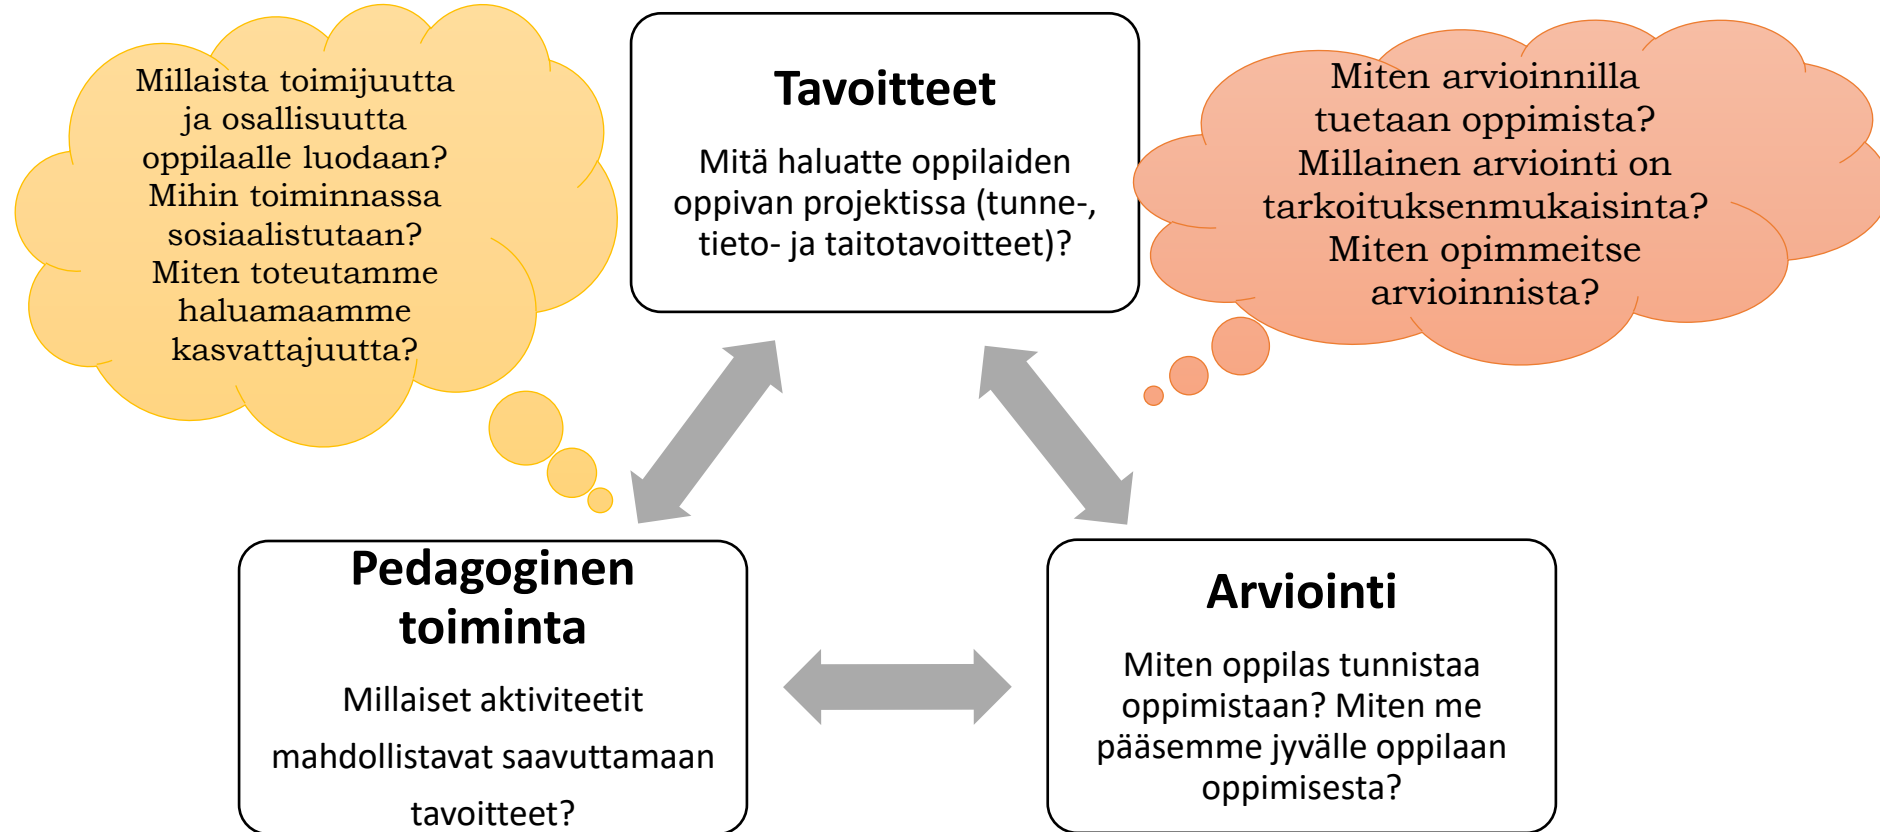 Millaista toimijuutta
ja osallisuutta
oppilaalle luodaan?
Mihin toiminnassa
sosiaalistutaan?
Miten toteutamme
haluamaamme
kasvattajuutta?
Tavoitteet
Mitä haluatte oppilaiden
oppivan projektissa (tunne-,
tieto- ja taitotavoitteet)?
Miten arvioinnilla
tuetaan oppimista?
Millainen arviointi on
tarkoituksenmukaisinta?
Miten opimmeitse
arvioinnista?
Pedagoginen
toiminta
Millaiset aktiviteetit
mahdollistavat saavuttamaan
tavoitteet?
Arviointi
Miten oppilas tunnistaa
oppimistaan? Miten me
pääsemme jyvälle oppilaan
oppimisesta?